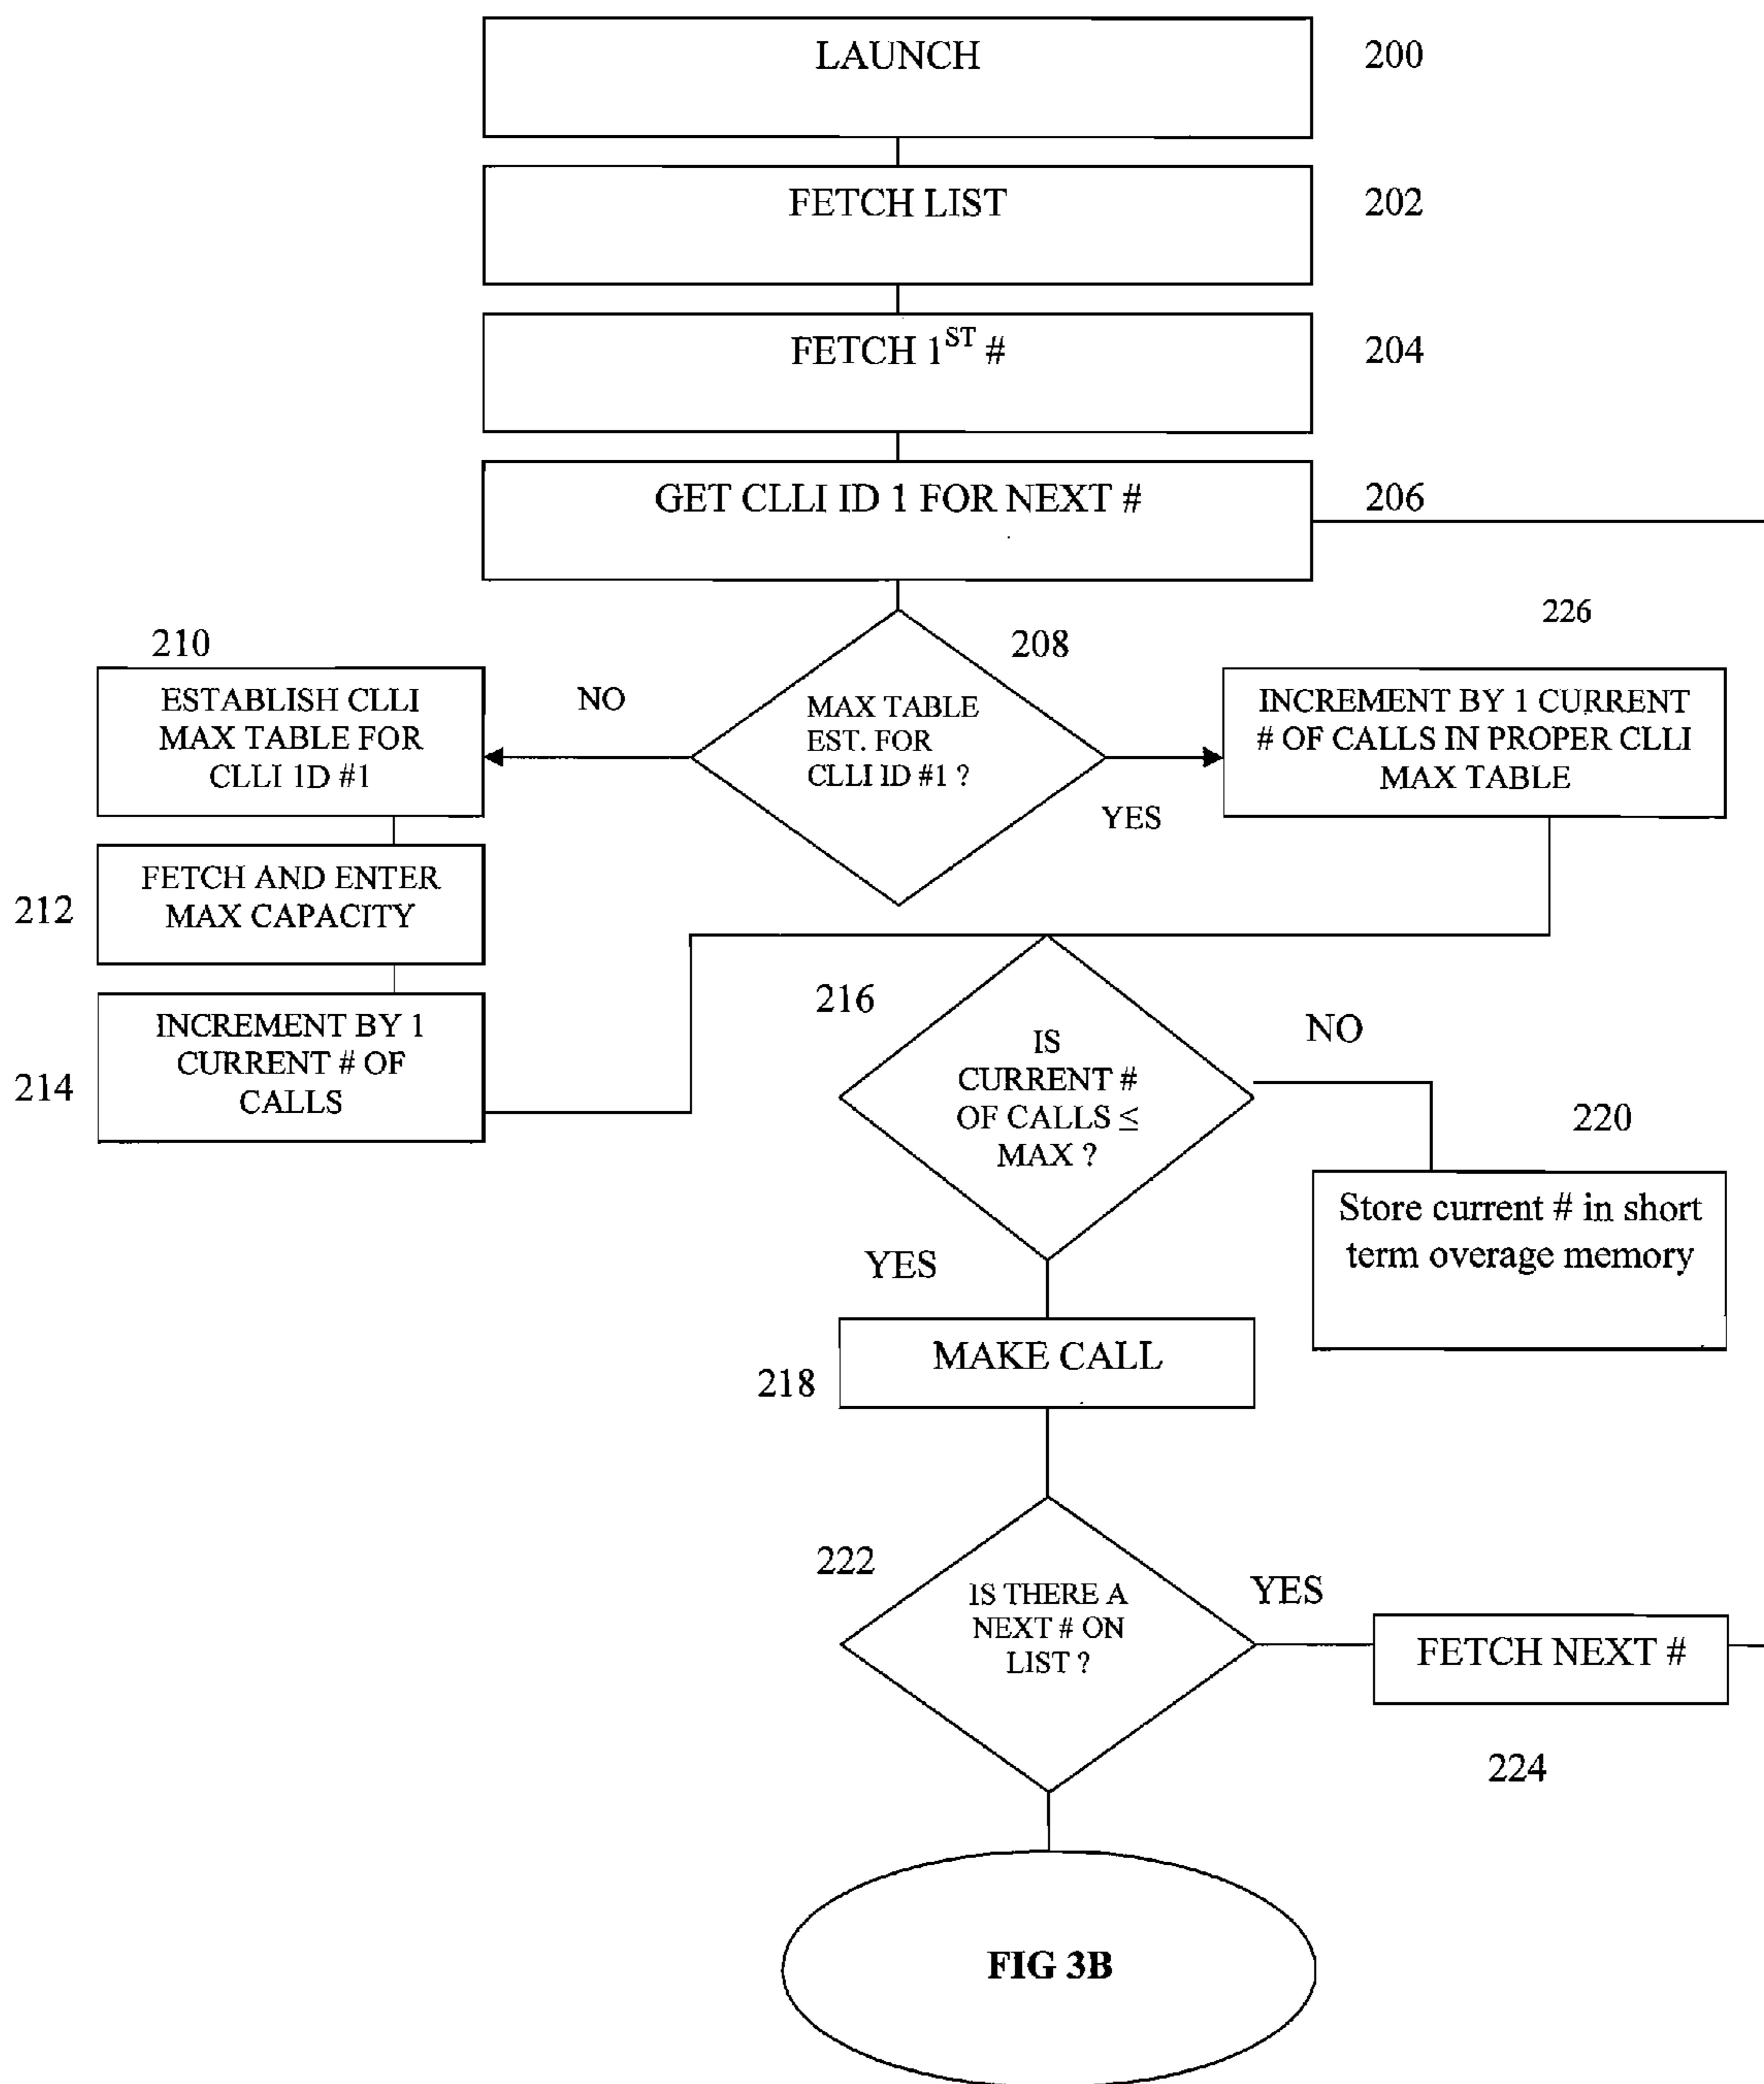 LAUNCH
200
FETCH LIST
202
FETCH 1ST #
204
GET CLLI ID 1 FOR NEXT #
206
226
210
208
ESTABLISH CLLI
MAX TABLE FOR
CLLI 1D #1
NO
MAX TABLE
EST. FOR
CLLI ID #1 ?
YES
INCREMENT BY 1 CURRENT
# OF CALLS IN PROPER CLLI
MAX TABLE
212
FETCH AND ENTER
MAX CAPACITY
214
INCREMENT BY 1
CURRENT # OF
CALLS
216
IS
CURRENT #
OF CALLS ≤
MAX ?
NO
220
Store current # in short
term overage memory
YES
218
MAKE CALL
222
IS THERE A
NEXT # ON
LIST ?
YES
FETCH NEXT #
224
FIG 3B